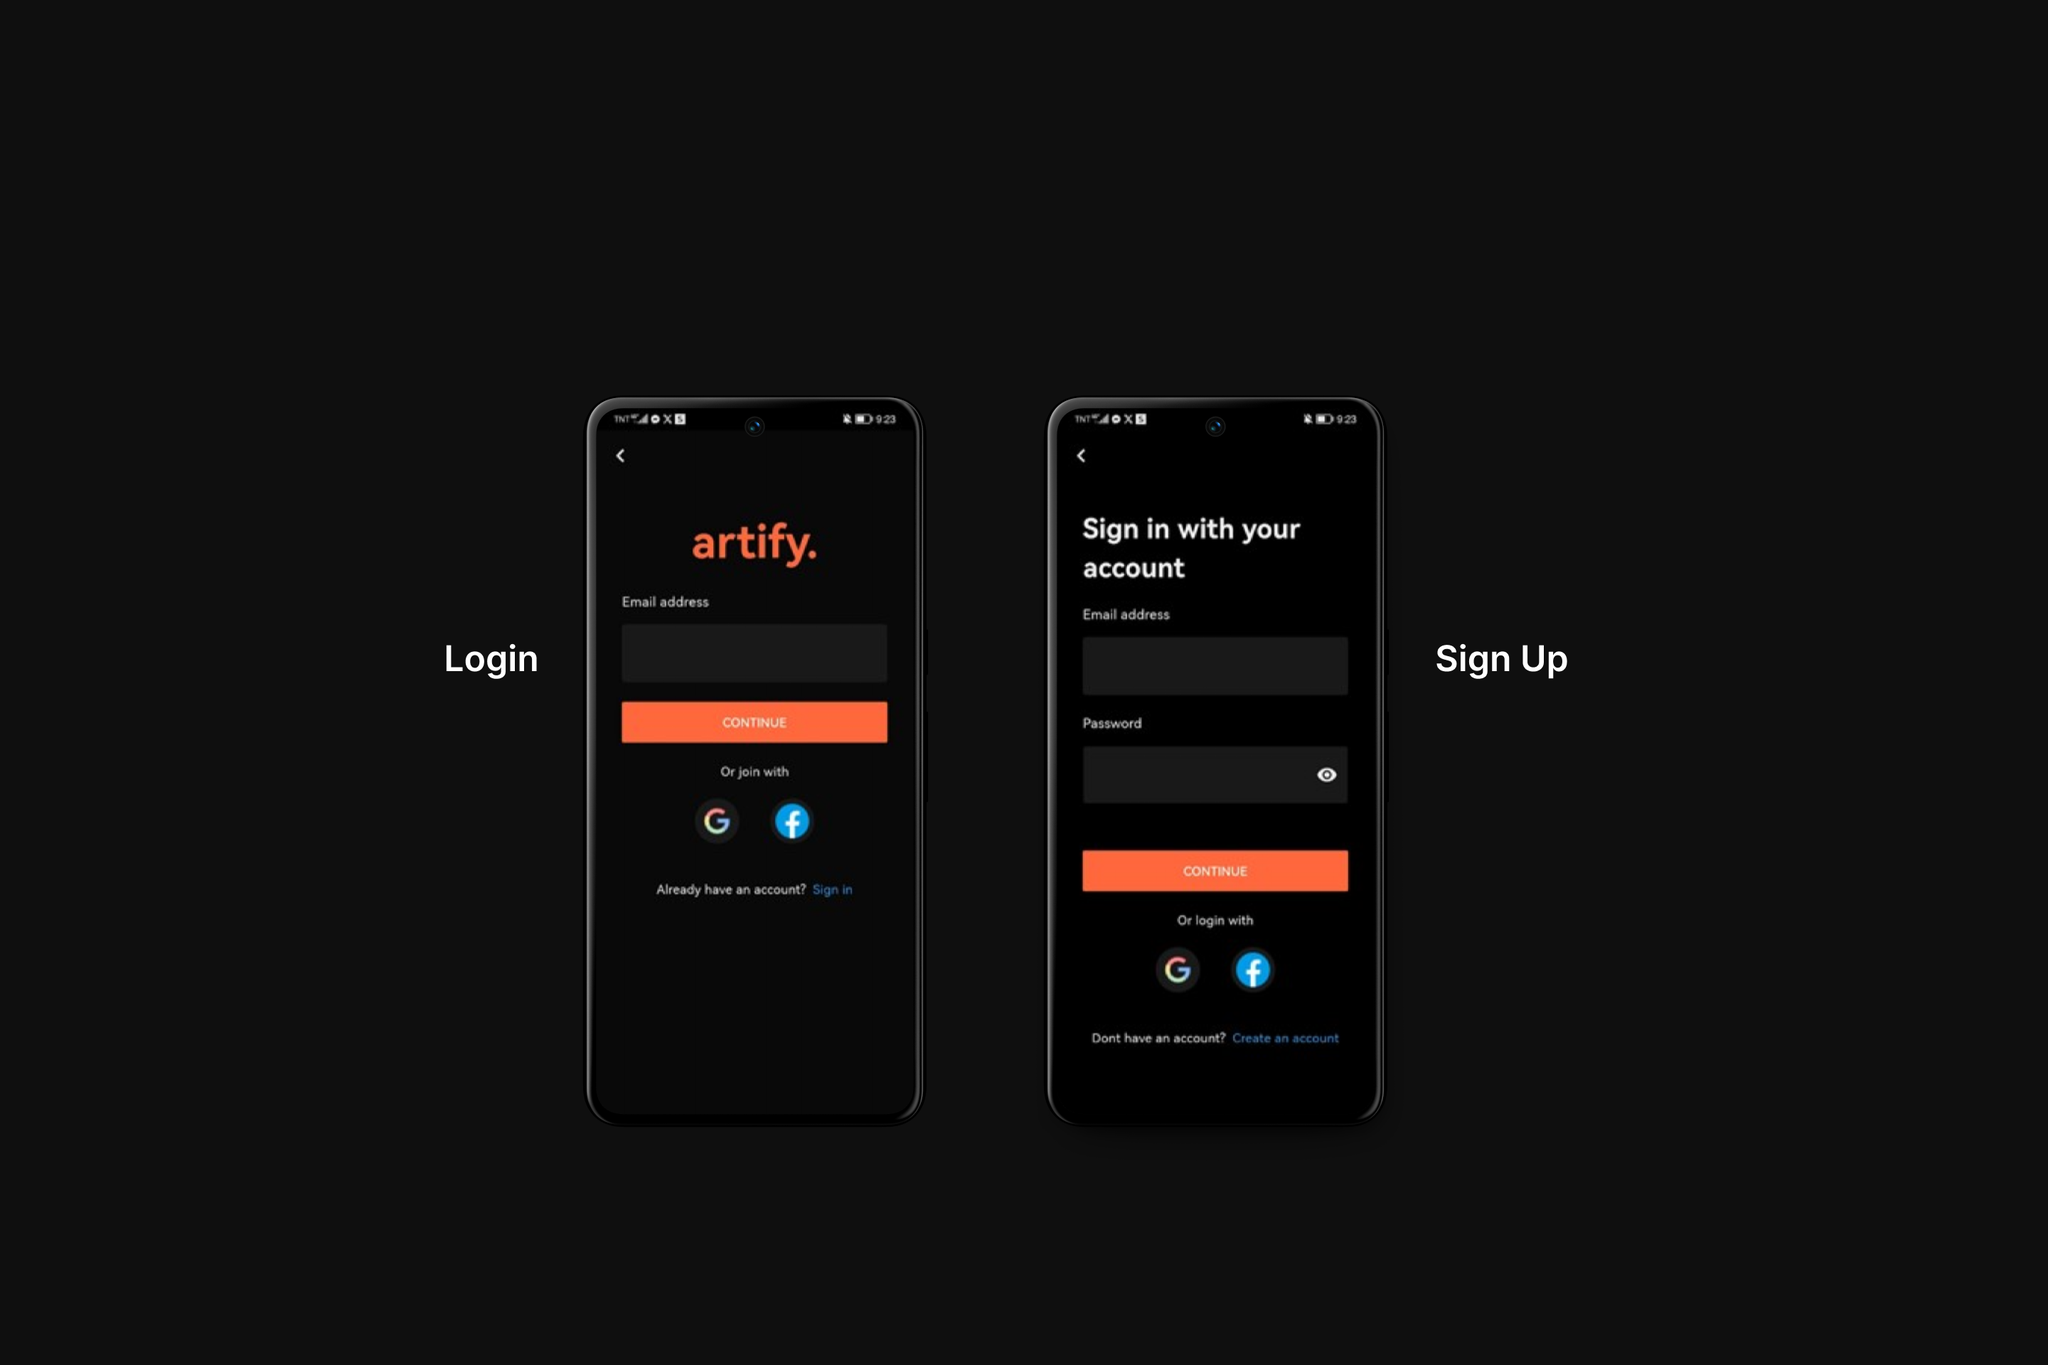 Login
TNT 9:23
artify.
Email address
CONTINUE
Or join with
G f
Already have an account? Sign in
TNT 9:23
Sign in with your
account
Email address
Password
CONTINUE
Or login with
G f
Dont have an account? Create an account
Sign Up